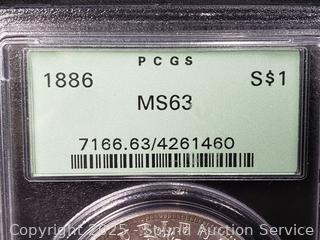 PCGS
1886 S$1
MS63
7166.63/4261460
Copyright 2025 - Sound Auction Service